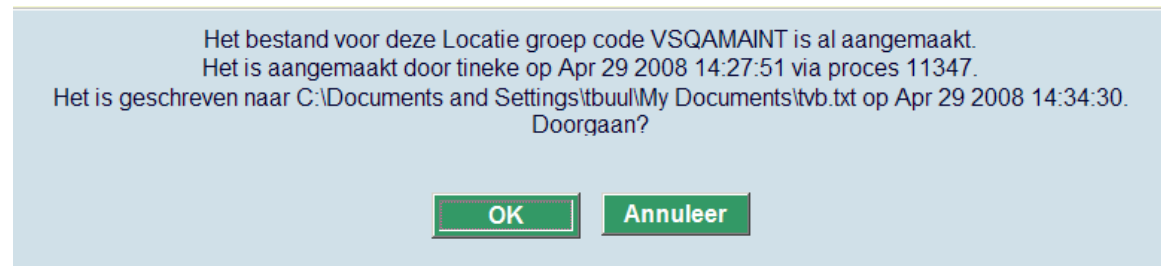 Het bestand voor deze Locatie groep code VSQAMAINT is al aangemaakt.
Het is aangemaakt door tineke op Apr 29 2008 14:27:51 via proces 11347.
Het is geschreven naar C:\Documents and Settings\tbuul\My Documents\tvb.txt op Apr 29 2008 14:34:30.
Doorgaan?
OK Annuleer